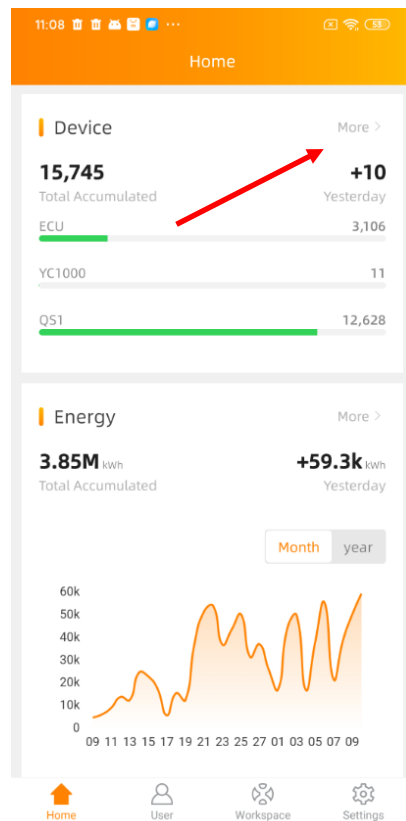 11:08 ... 53
Home
Device More >
15,745 +10
Total Accumulated Yesterday
ECU 3,106
YC1000 11
QS1 12,628
Energy More >
3.85M kWh +59.3k kWh
Total Accumulated Yesterday
Month year
60k
50k
40k
30k
20k
10k
0
09 11 13 15 17 19 21 23 25 27 01 03 05 07 09
Home User Workspace Settings